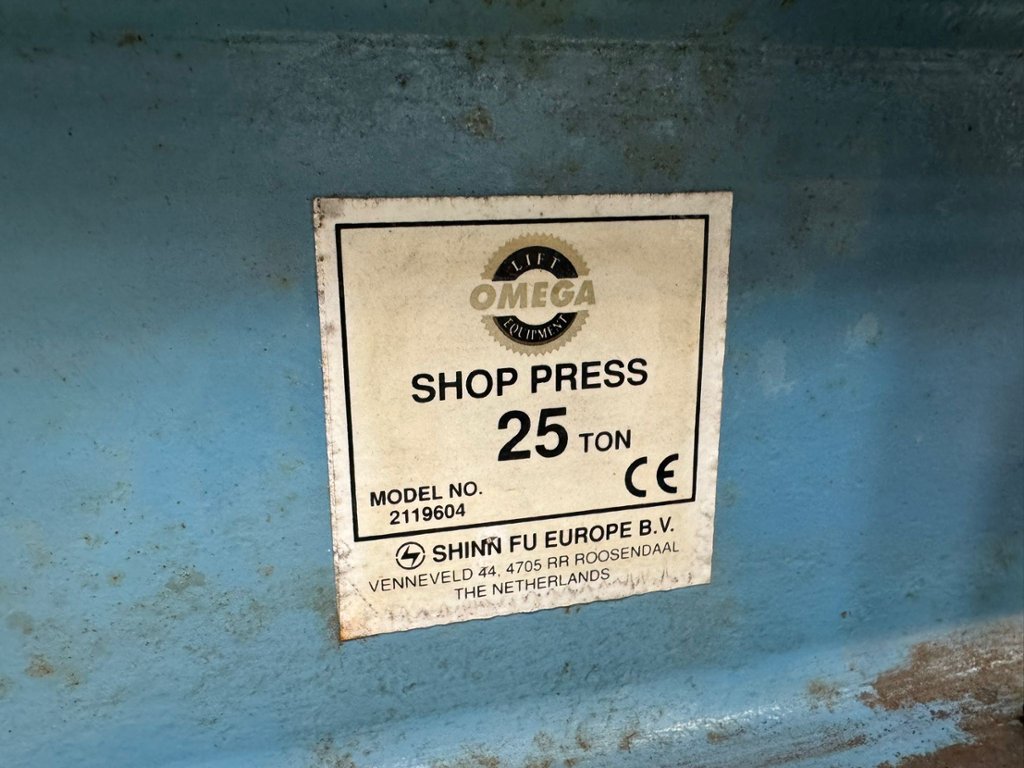 LIFT
OMEGA
EQUIPMENT
SHOP PRESS
25 TON
MODEL NO.
2119604
CE
SHINN FU EUROPE B.V.
VENNEVELD 44, 4705 RR ROOSENDAAL
THE NETHERLANDS